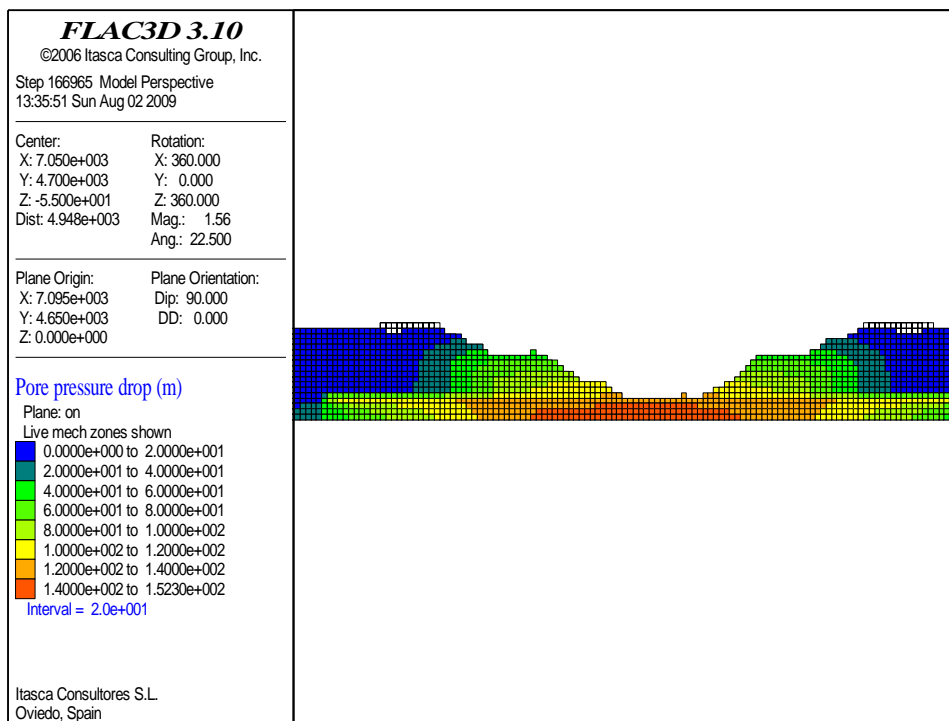 FLAC3D 3.10
©2006 Itasca Consulting Group, Inc.
Step 166965 Model Perspective
13:35:51 Sun Aug 02 2009
Center:
X: 7.050e+003
Y: 4.700e+003
Z: -5.500e+001
Dist: 4.948e+003
Rotation:
X: 360.000
Y: 0.000
Z: 360.000
Mag.: 1.56
Ang.: 22.500
Plane Origin:
X: 7.095e+003
Y: 4.650e+003
Z: 0.000e+000
Plane Orientation:
Dip: 90.000
DD: 0.000
Pore pressure drop (m)
Plane: on
Live mech zones shown
0.0000e+000 to 2.0000e+001
2.0000e+001 to 4.0000e+001
4.0000e+001 to 6.0000e+001
6.0000e+001 to 8.0000e+001
8.0000e+001 to 1.0000e+002
1.0000e+002 to 1.2000e+002
1.2000e+002 to 1.4000e+002
1.4000e+002 to 1.5230e+002
Interval = 2.0e+001
Itasca Consultores S.L.
Oviedo, Spain